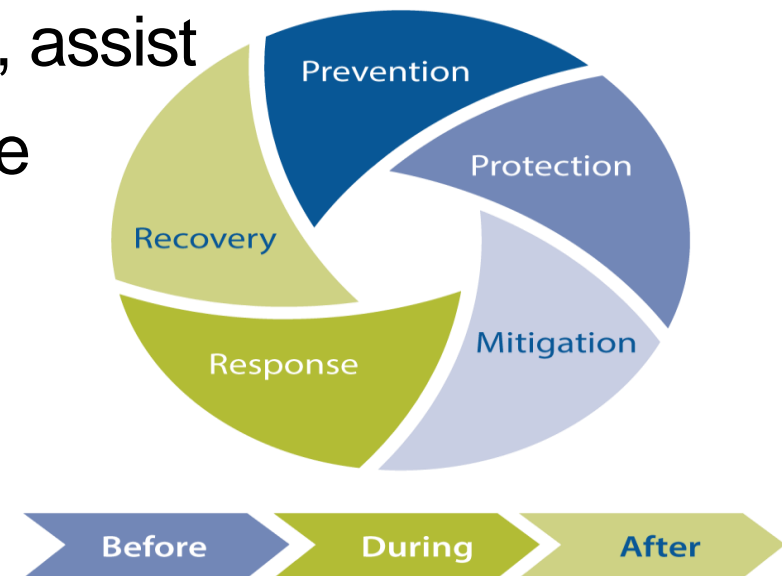 , assist
e
Prevention
Protection
Recovery
Mitigation
Response
Before
During
After